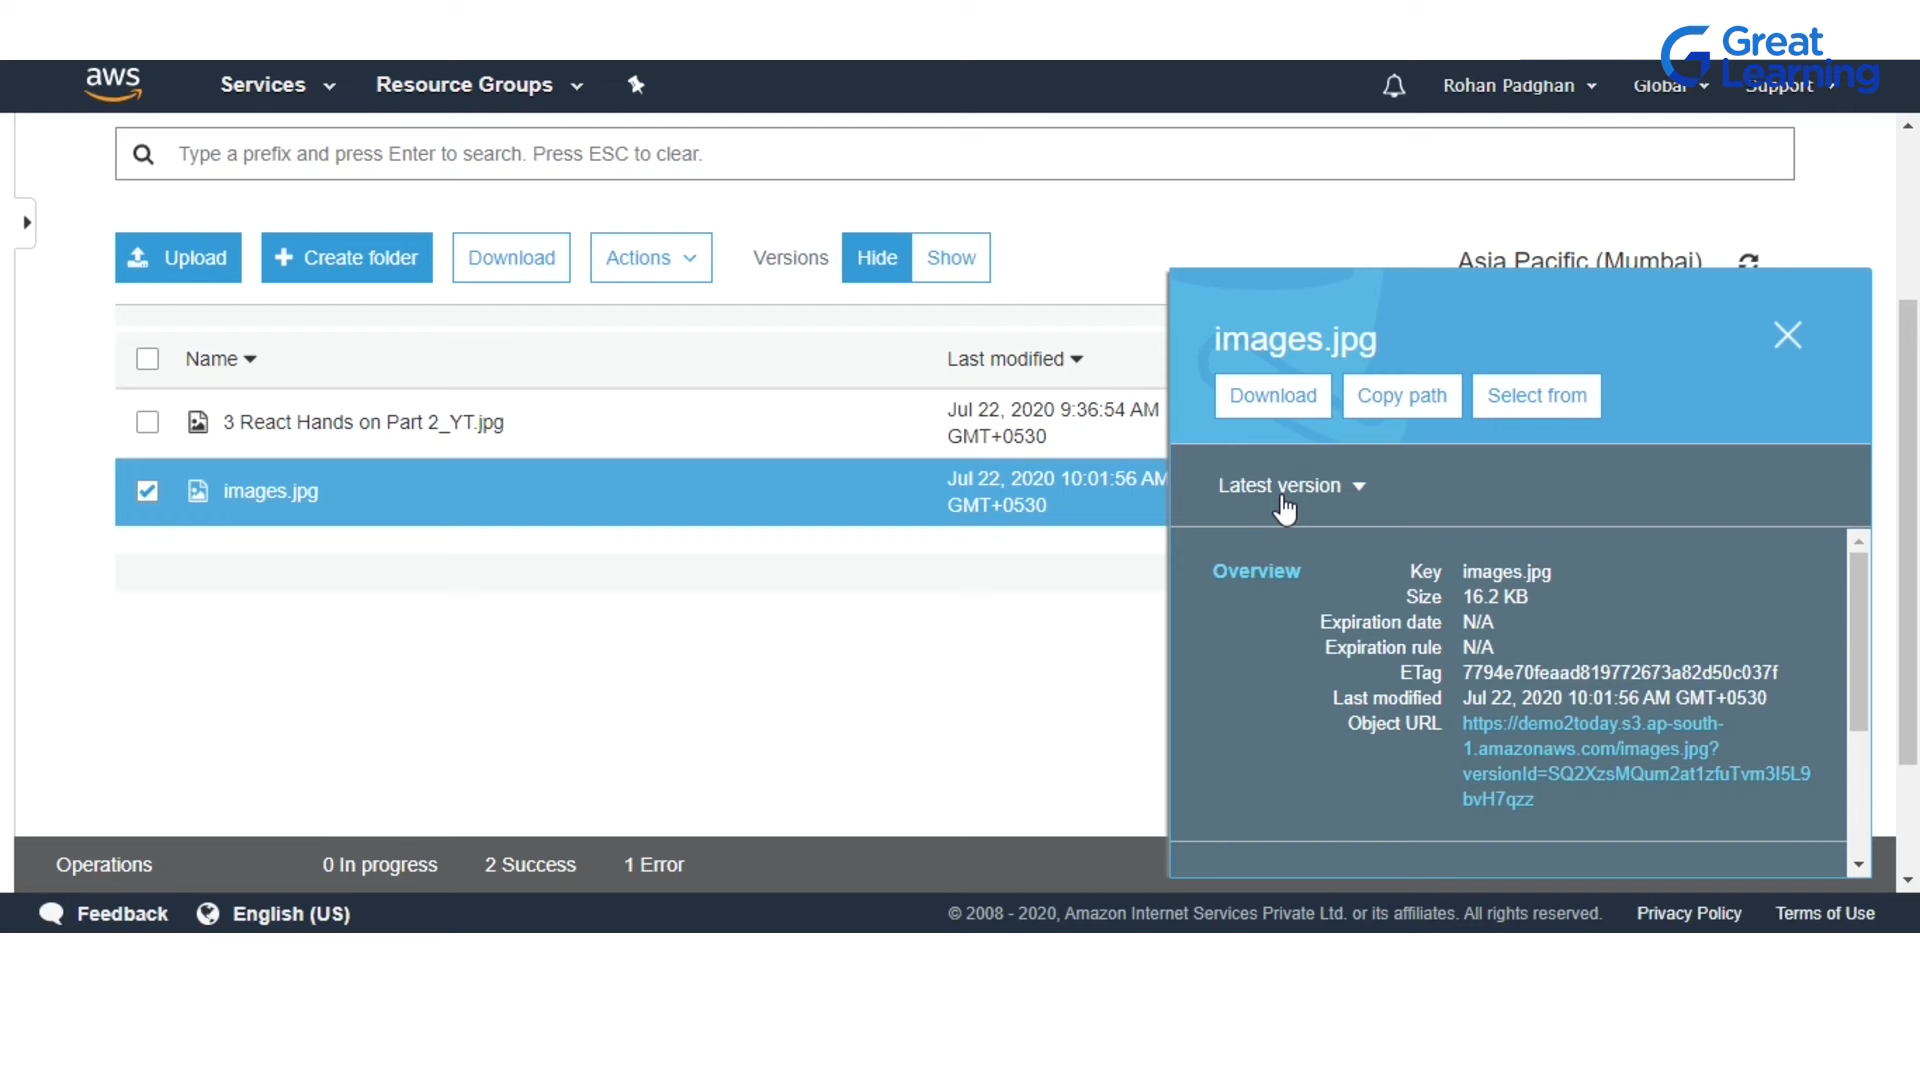 Great
Learning
aws
Services
Resource Groups
Rohan Padghan
Global
Support
Type a prefix and press Enter to search. Press ESC to clear.
Upload
Create folder
Download
Actions
Versions
Hide
Show
Asia Pacific (Mumbai)
Name
Last modified
3 React Hands on Part 2_YT.jpg
Jul 22, 2020 9:36:54 AM
GMT+0530
images.jpg
Jul 22, 2020 10:01:56 AM
GMT+0530
images.jpg
Download
Copy path
Select from
Latest version
Overview
Key images.jpg
Size 16.2 KB
Expiration date N/A
Expiration rule N/A
ETag 7794e70feaad819772673a82d50c037f
Last modified Jul 22, 2020 10:01:56 AM GMT+0530
Object URL https://demo2today.s3.ap-south-
1.amazonaws.com/images.jpg?
versionId=SQ2XzsMQum2at1zfuTvm3I5L9
bvH7qzz
Operations
0 In progress
2 Success
1 Error
Feedback
English (US)
© 2008 - 2020, Amazon Internet Services Private Ltd. or its affiliates. All rights reserved.
Privacy Policy
Terms of Use